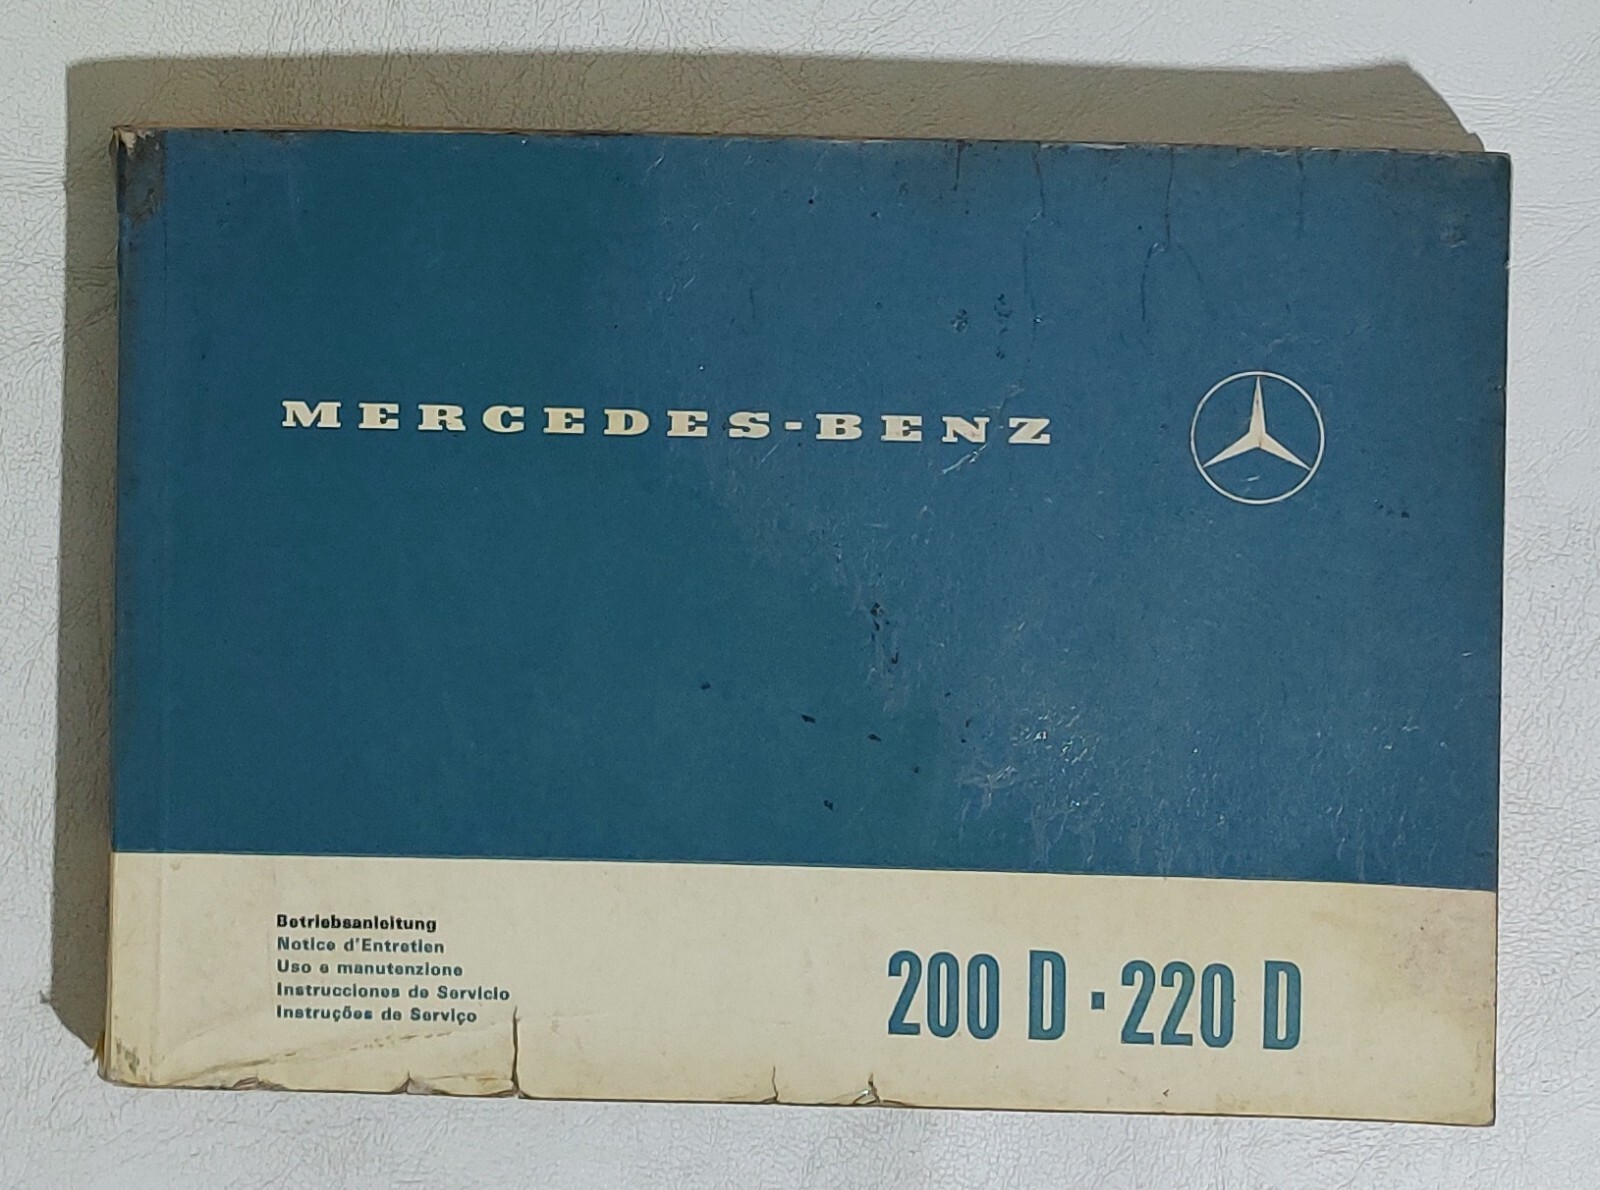 MERCEDES-BENZ
Betriebsanleitung
Notice d'Entretien
Uso e manutenzione
Instrucciones de Servicio
Instruções de Serviço
200 D · 220 D